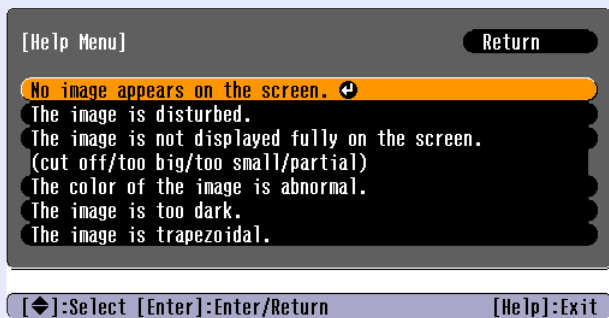 [Help Menu]
Return
No image appears on the screen.
The image is disturbed.
The image is not displayed fully on the screen.
(cut off/too big/too small/partial)
The color of the image is abnormal.
The image is too dark.
The image is trapezoidal.
[◆]:Select [Enter]:Enter/Return
[Help]:Exit